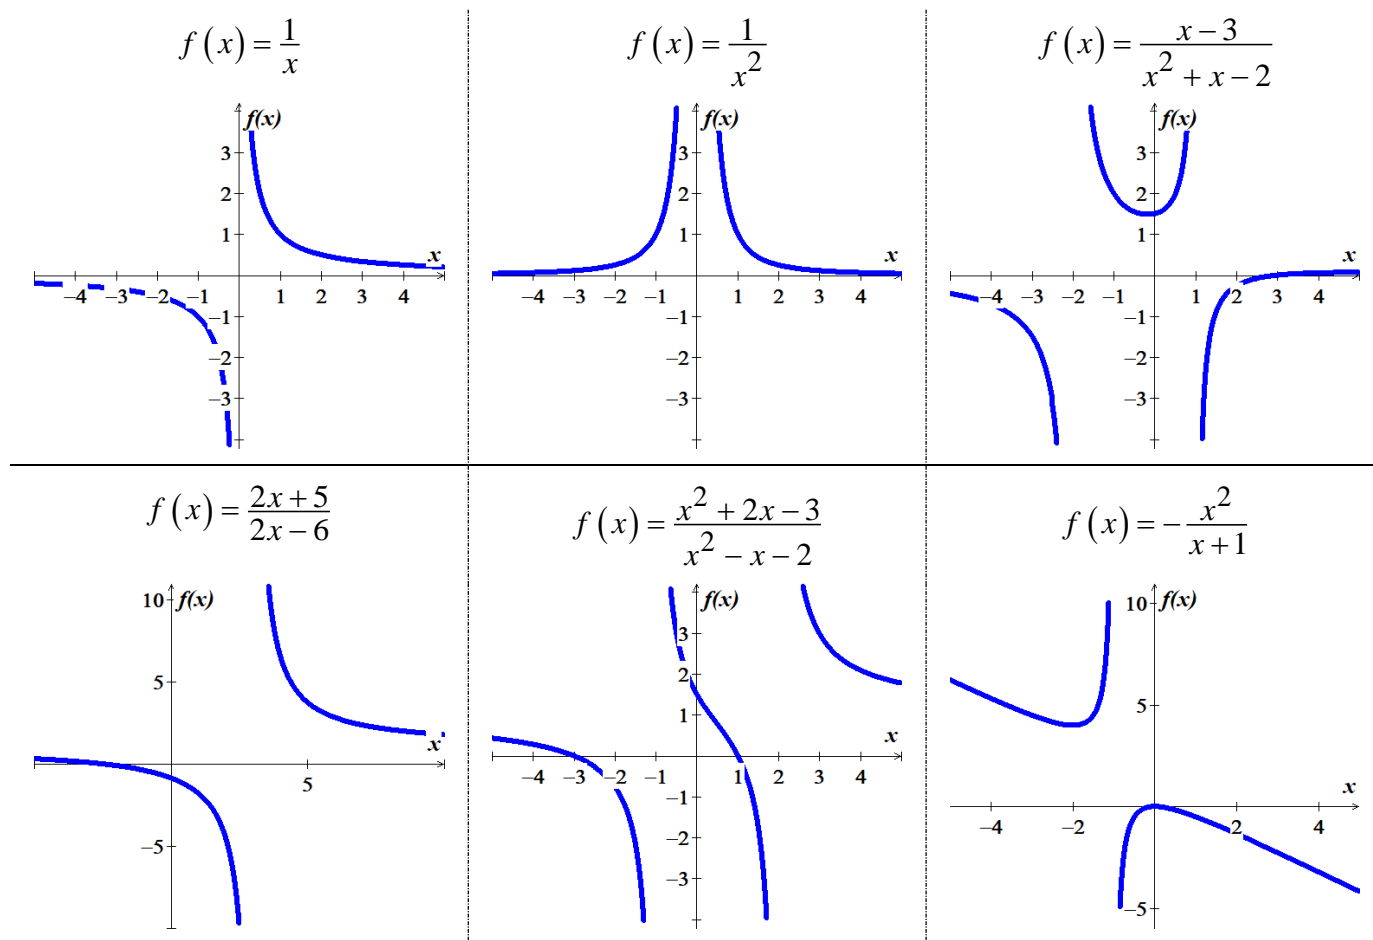 f(x) = 1/x
f(x) = 1/x^2
f(x) = (x-3)/(x^2+x-2)
f(x)
3
2
1
x
-4 -3 -2 -1 1 2 3 4
-1
-2
-3
f(x)
3
2
1
x
-4 -3 -2 -1 1 2 3 4
-1
-2
-3
f(x)
3
2
1
x
-4 -3 -2 -1 1 2 3 4
-1
-2
-3
f(x) = (2x+5)/(2x-6)
f(x) = (x^2+2x-3)/(x^2-x-2)
f(x) = -x^2/(x+1)
10 f(x)
5
x
5
-5
f(x)
3
2
1
x
-4 -3 -2 -1 1 2 3 4
-1
-2
-3
10 f(x)
5
x
-4 -2 2 4
-5